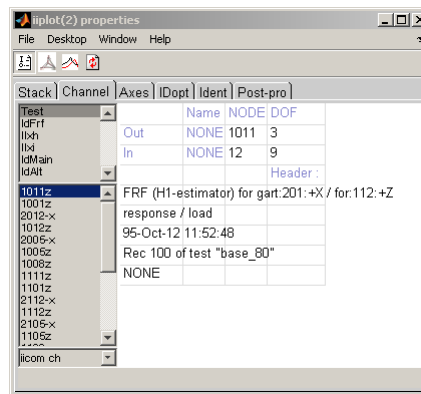 iiplot(2) properties
File Desktop Window Help
Stack Channel Axes IDopt Ident Post-pro
Test
IdFrf
IIxh
IIxi
IdMain
IdAlt
Name NODE DOF
Out NONE 1011 3
In NONE 12 9
Header :
1011z
1001z
2012-x
1012z
2006-x
1005z
1008z
1111z
1101z
2112-x
1112z
2106-x
1105z
FRF (H1-estimator) for gart:201:+X / for:112:+Z
response / load
95-Oct-12 11:52:48
Rec 100 of test "base_80"
NONE
iicom ch